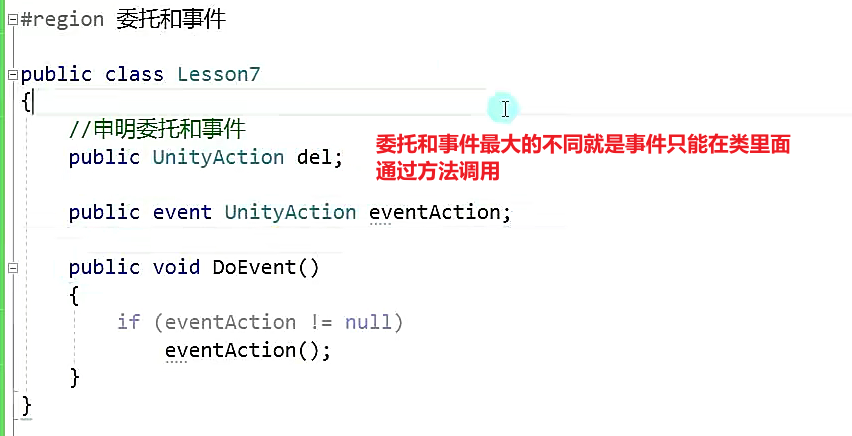 #region 委托和事件
public class Lesson7
{
//申明委托和事件
public UnityAction del;
委托和事件最大的不同就是事件只能在类里面
通过方法调用
public event UnityAction eventAction;
public void DoEvent()
{
if (eventAction != null)
eventAction();
}
}